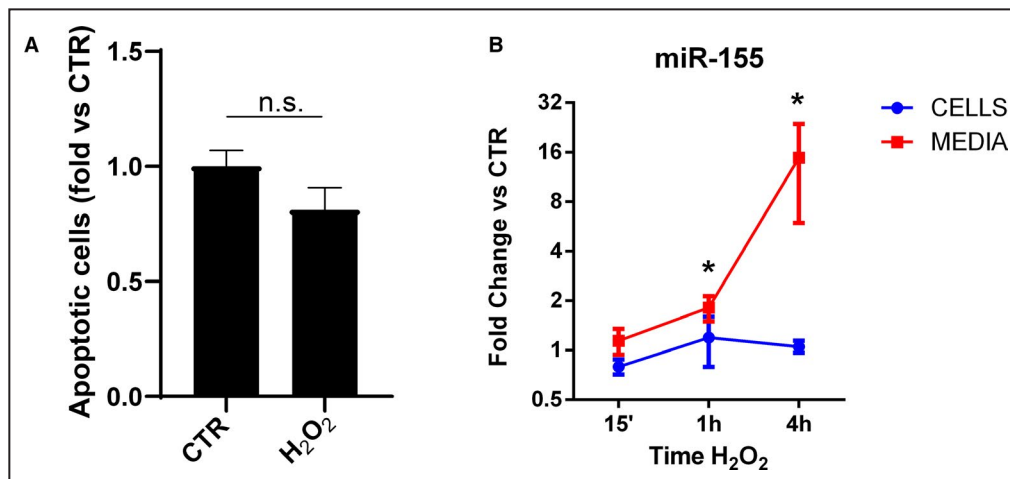 A
Apoptotic cells (fold vs CTR)
1.5
1.0
0.5
0.0
n.s.
CTR
H₂O₂
B
miR-155
Fold Change vs CTR
32
16
8
4
2
1
0.5
*
*
15'
1h
4h
Time H₂O₂
CELLS
MEDIA